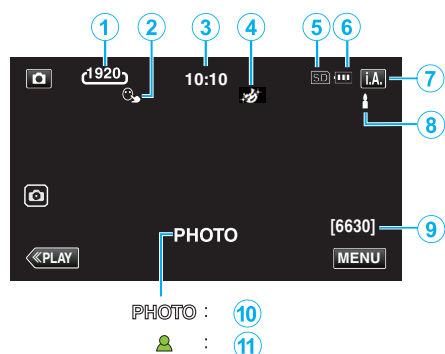 1 2 3 4 5 6
1920 10:10 SD i.A. 7
8
[6630] 9
PHOTO
≪PLAY MENU
PHOTO : 10
: 11